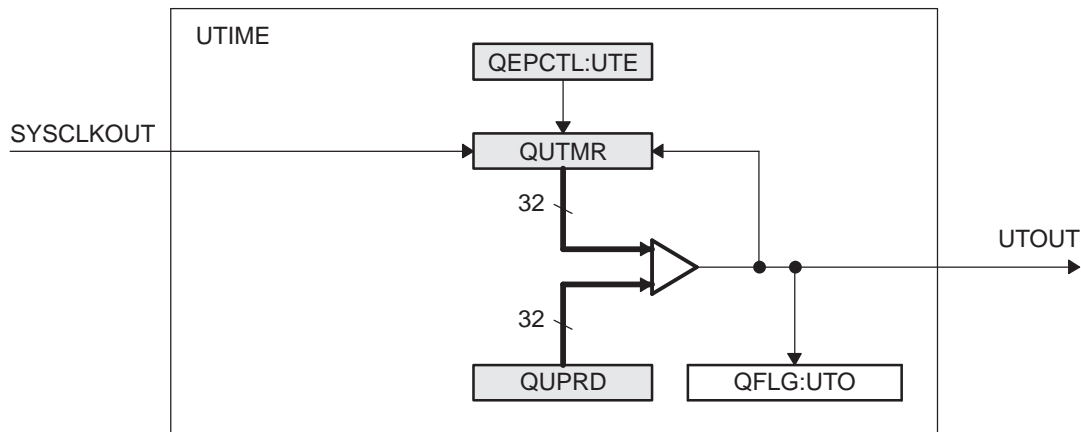 UTIME
QEPCTL:UTE
SYSCLKOUT
QUTMR
32
UTOUT
32
QUPRD
QFLG:UTO